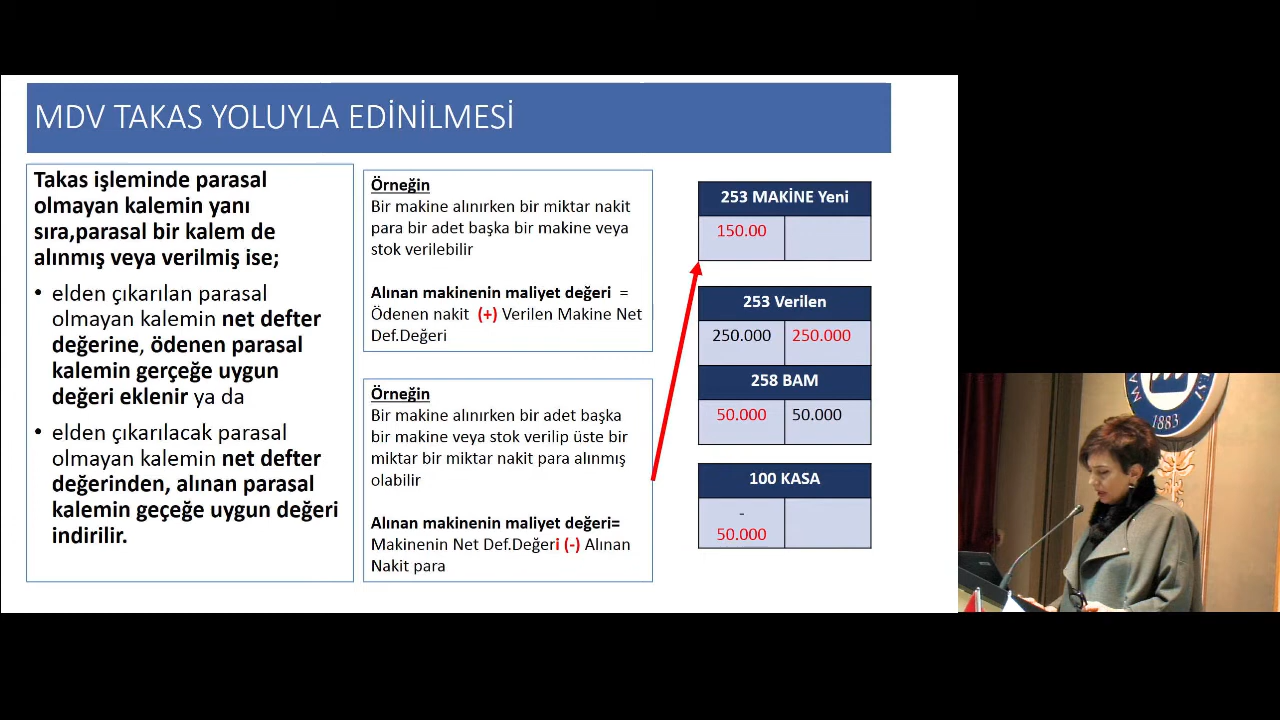 MDV TAKAS YOLUYLA EDİNİLMESİ
Takas işleminde parasal
olmayan kalemin yanı
sıra,parasal bir kalem de
alınmış veya verilmiş ise;
• elden çıkarılan parasal
olmayan kalemin net defter
değerine, ödenen parasal
kalemin gerçeğe uygun
değeri eklenir ya da
• elden çıkarılacak parasal
olmayan kalemin net defter
değerinden, alınan parasal
kalemin geçeğe uygun değeri
indirilir.
Örneğin
Bir makine alınırken bir miktar nakit
para bir adet başka bir makine veya
stok verilebilir
Alınan makinenin maliyet değeri =
Ödenen nakit (+) Verilen Makine Net
Def.Değeri
Örneğin
Bir makine alınırken bir adet başka
bir makine veya stok verilip üste bir
miktar bir miktar nakit para alınmış
olabilir
Alınan makinenin maliyet değeri=
Makinenin Net Def.Değeri (-) Alınan
Nakit para
253 MAKİNE Yeni
150.00
253 Verilen
250.000 250.000
258 BAM
50.000 50.000
100 KASA
-
50.000
1883